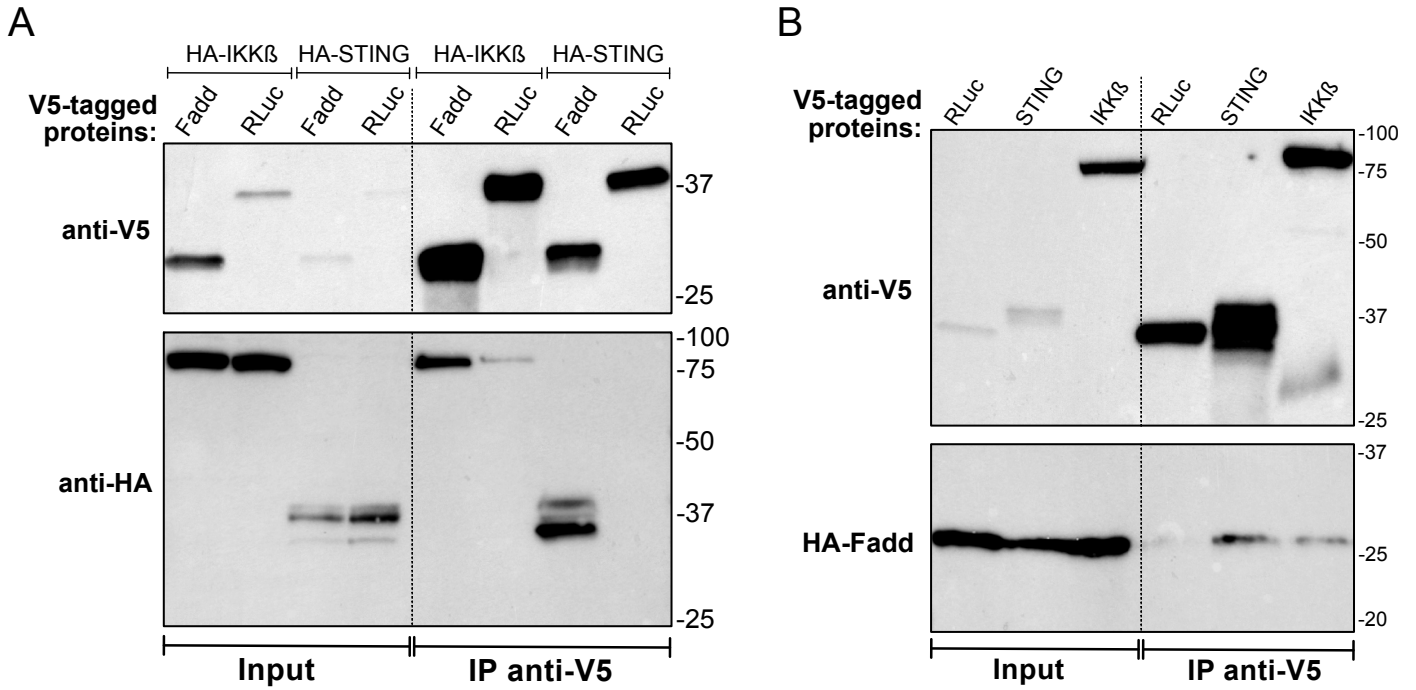 A
HA-IKKß HA-STING HA-IKKß HA-STING
V5-tagged proteins:
Fadd RLuc Fadd RLuc Fadd RLuc Fadd RLuc
anti-V5
-37
-25
anti-HA
-100
-75
-50
-37
-25
Input IP anti-V5
B
V5-tagged proteins:
RLuc STING IKKß RLuc STING IKKß
anti-V5
-100
-75
-50
-37
-25
HA-Fadd
-37
-25
-20
Input IP anti-V5